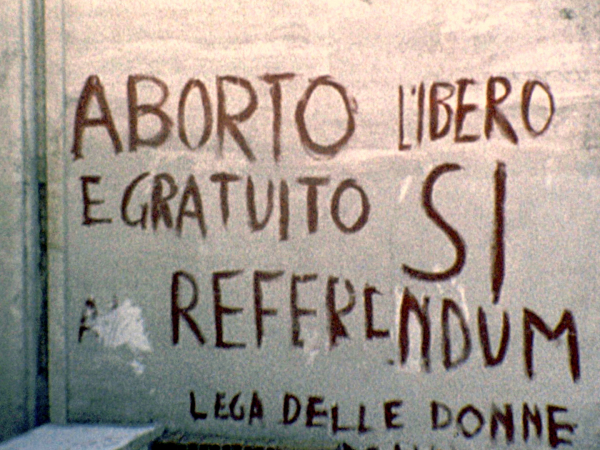 ABORTO LIBERO
E GRATUITO SI
REFERENDUM
LEGA DELLE DONNE